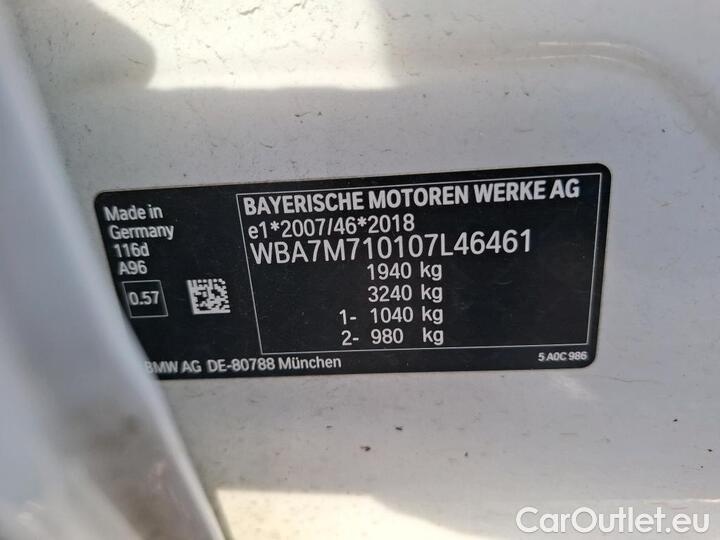 Made in
Germany
116d
A96
0.57
BAYERISCHE MOTOREN WERKE AG
e1*2007/46*2018
WBA7M710107L46461
1940 kg
3240 kg
1- 1040 kg
2- 980 kg
BMW AG DE-80788 München
5 A0C 986
CarOutlet.eu